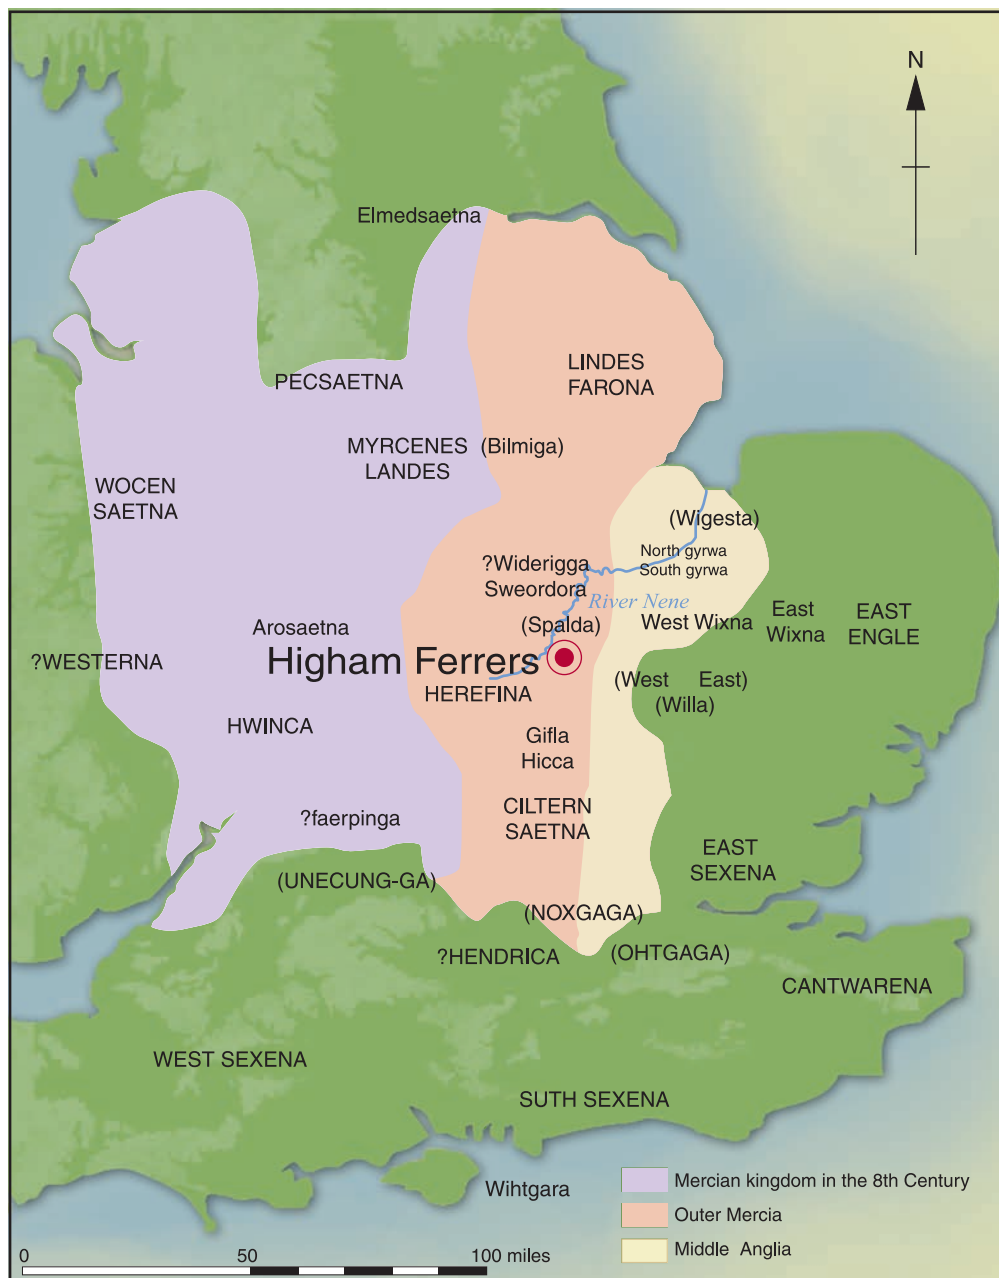 N
Elmedsaetna
LINDES
FARONA
PECSAETNA
MYRCENES
LANDES
(Bilmiga)
WOCEN
SAETNA
(Wigesta)
North gyrwa
South gyrwa
?Widerigga
Sweordora
River Nene
(Spalda)
West Wixna
East
Wixna
EAST
ENGLE
Arosaetna
?WESTERNA
Higham Ferrers
HEREFINA
(West East)
(Willa)
HWINCA
Gifla
Hicca
?faerpinga
CILTERN
SAETNA
EAST
SEXENA
(UNECUNG-GA)
(NOXGAGA)
?HENDRICA
(OHTGAGA)
CANTWARENA
WEST SEXENA
SUTH SEXENA
Wihtgara
Mercian kingdom in the 8th Century
Outer Mercia
Middle Anglia
0 50 100 miles